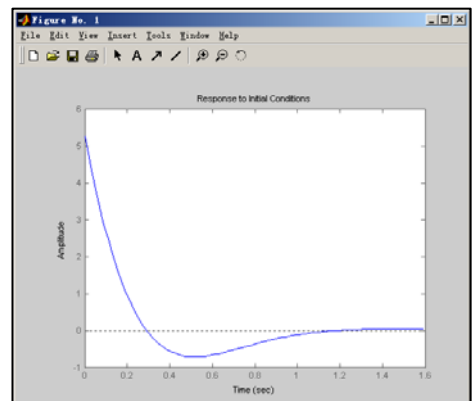 Figure No. 1
File Edit View Insert Tools Window Help
A
Response to Initial Conditions
6
5
4
3
2
1
0
-1
Amplitude
0 0.2 0.4 0.6 0.8 1 1.2 1.4 1.6
Time (sec)